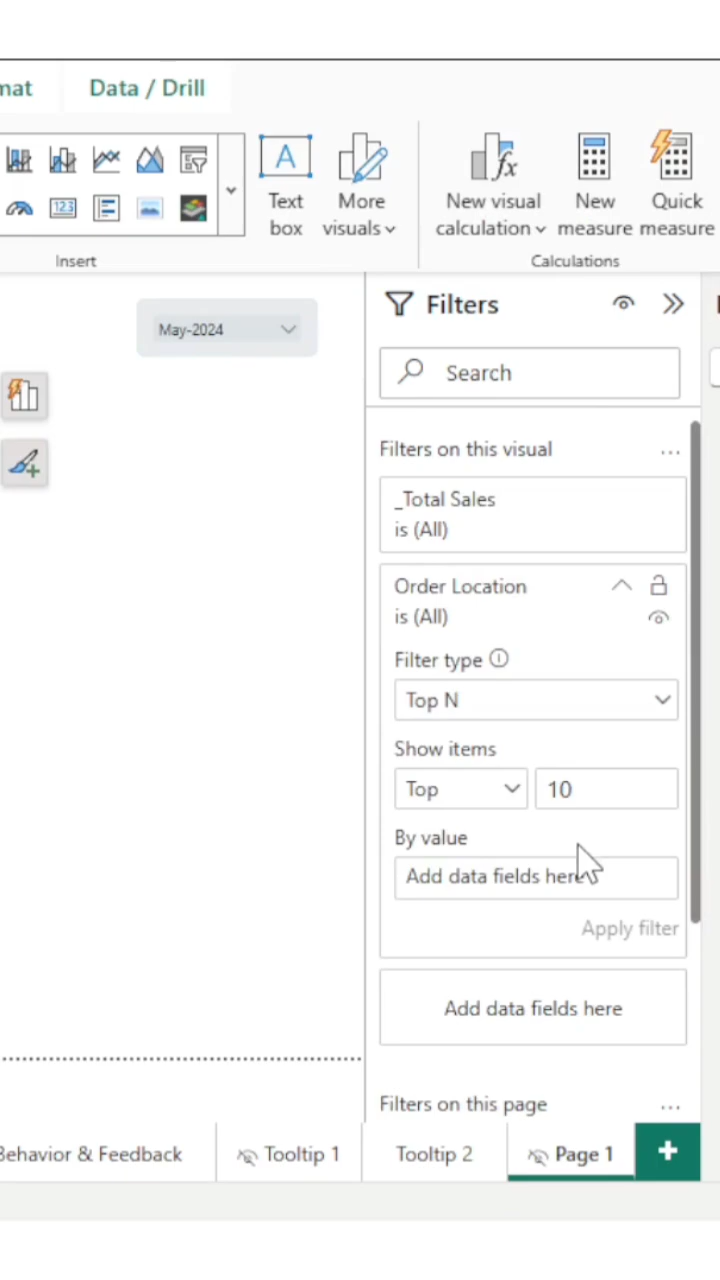 mat
Data / Drill
A
123
fx
Text
box
More
visuals
New visual
calculation
New
measure
Quick
measure
Insert
Calculations
May-2024
Filters
Search
Filters on this visual
...
_Total Sales
is (All)
Order Location
is (All)
Filter type
Top N
Show items
Top
10
By value
Add data fields here
Apply filter
Add data fields here
Filters on this page
...
Behavior & Feedback
Tooltip 1
Tooltip 2
Page 1
+